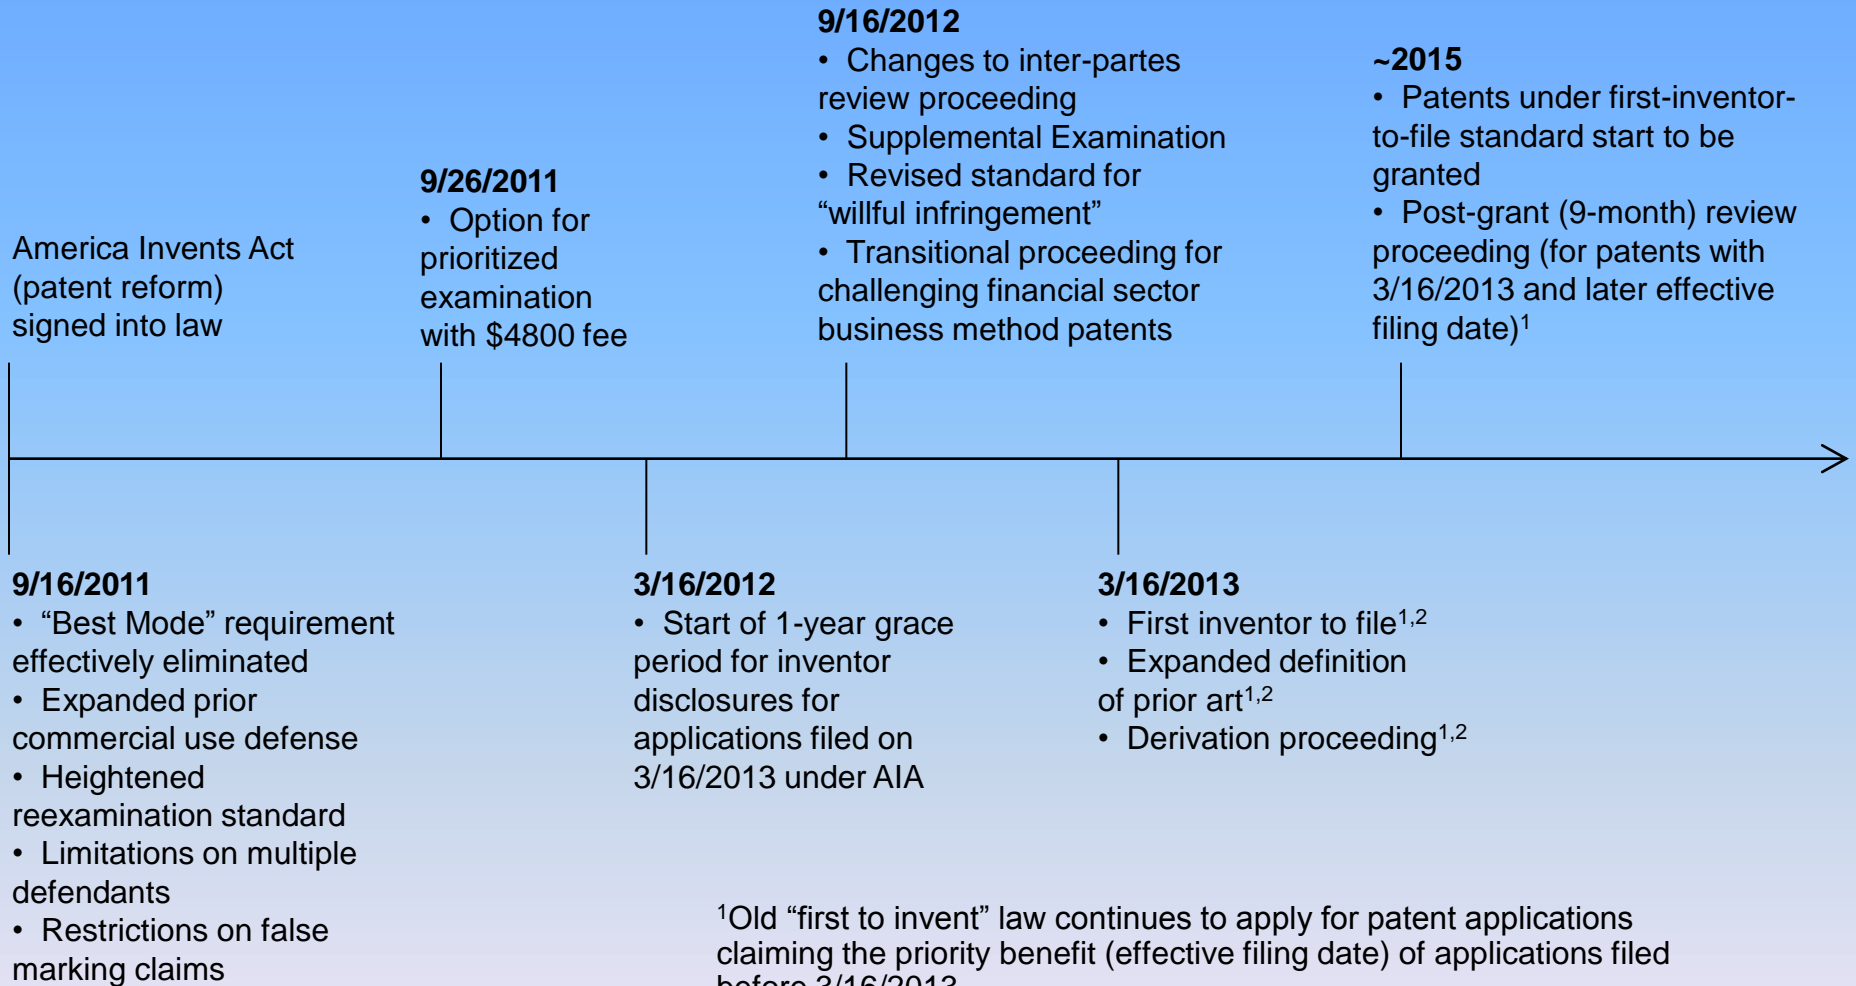 America Invents Act
(patent reform)
signed into law
9/16/2011
• “Best Mode” requirement
effectively eliminated
• Expanded prior
commercial use defense
• Heightened
reexamination standard
• Limitations on multiple
defendants
• Restrictions on false
marking claims
9/26/2011
• Option for
prioritized
examination
with $4800 fee
3/16/2012
• Start of 1-year grace
period for inventor
disclosures for
applications filed on
3/16/2013 under AIA
9/16/2012
• Changes to inter-partes
review proceeding
• Supplemental Examination
• Revised standard for
“willful infringement”
• Transitional proceeding for
challenging financial sector
business method patents
3/16/2013
• First inventor to file1,2
• Expanded definition
of prior art1,2
• Derivation proceeding1,2
~2015
• Patents under first-inventor-
to-file standard start to be
granted
• Post-grant (9-month) review
proceeding (for patents with
3/16/2013 and later effective
filing date)1
1Old “first to invent” law continues to apply for patent applications
claiming the priority benefit (effective filing date) of applications filed
before 3/16/2013